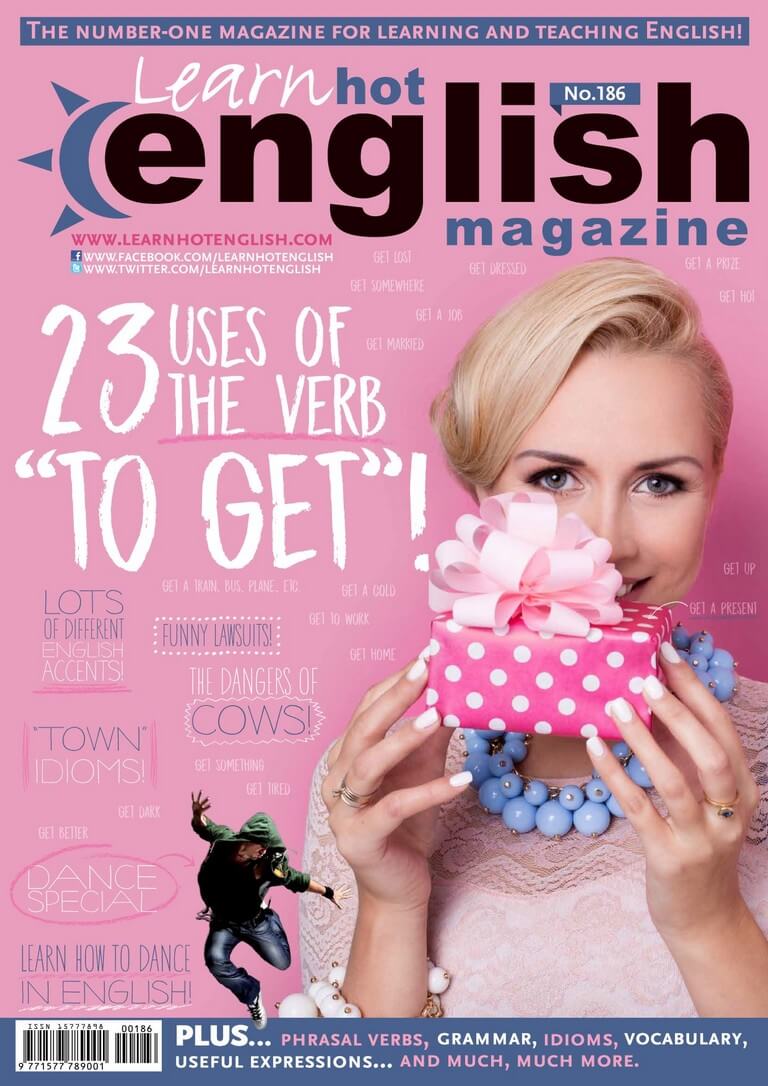 The number-one magazine for learning and teaching English!
Learn hot
No.186
english
magazine
www.learnhotenglish.com
www.facebook.com/learnhotenglish
www.twitter.com/learnhotenglish
GET LOST
GET DRESSED
GET A PRIZE
GET SOMEWHERE
GET HOT
GET A JOB
GET MARRIED
23 USES OF
THE VERB
“TO GET”!
GET UP
GET A TRAIN, BUS, PLANE, ETC.
GET A COLD
GET A PRESENT
GET TO WORK
GET HOME
LOTS
OF DIFFERENT
ENGLISH
ACCENTS!
FUNNY LAWSUITS!
THE DANGERS OF
COWS!
"TOWN"
IDIOMS!
GET SOMETHING
GET TIRED
GET DARK
GET BETTER
DANCE
SPECIAL
LEARN HOW TO DANCE
IN ENGLISH!
ISSN 15777898
00186
9 771577 789001
PLUS... phrasal verbs, grammar, idioms, vocabulary,
useful expressions... and much, much more.